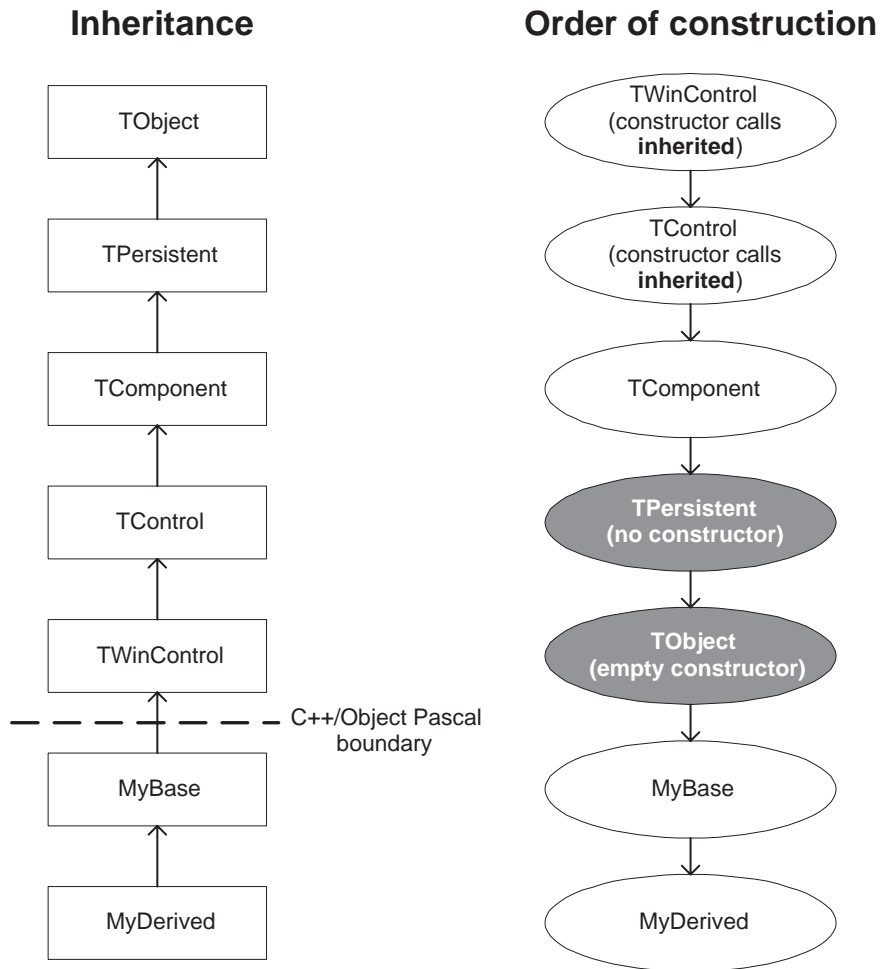 Inheritance
TObject
TPersistent
TComponent
TControl
TWinControl
C++/Object Pascal
boundary
MyBase
MyDerived
Order of construction
TWinControl
(constructor calls
inherited)
TControl
(constructor calls
inherited)
TComponent
TPersistent
(no constructor)
TObject
(empty constructor)
MyBase
MyDerived